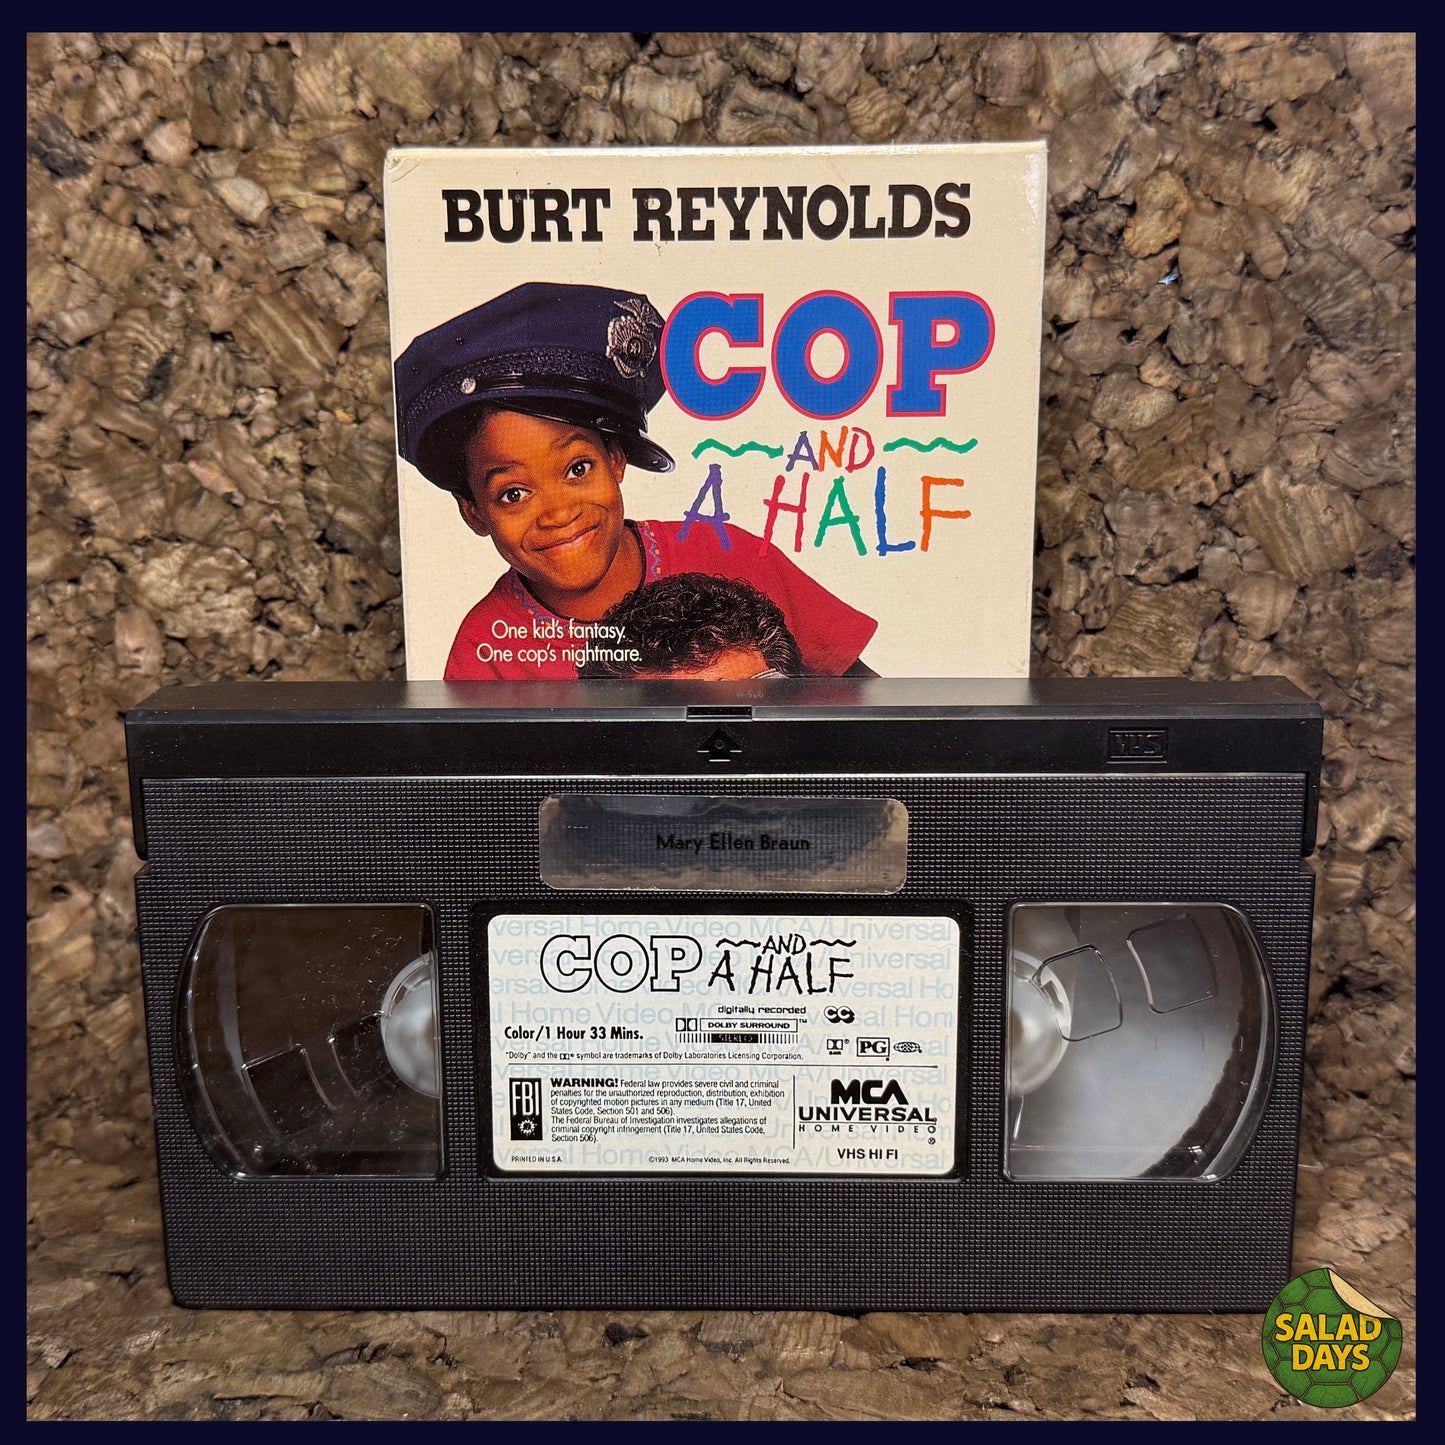 BURT REYNOLDS
COP
AND
A HALF
One kid's fantasy.
One cop's nightmare.
VHS
Mary Ellen Braun
COP AND A HALF
digitally recorded CC
Color/1 Hour 33 Mins.
DOLBY SURROUND™
STEREO
B-NR PG
"Dolby" and the symbol are trademarks of Dolby Laboratories Licensing Corporation.
FBI
WARNING! Federal law provides severe civil and criminal
penalties for the unauthorized reproduction, distribution, exhibition
of copyrighted motion pictures in any medium (Title 17, United
States Code, Section 501 and 506).
The Federal Bureau of Investigation investigates allegations of
criminal copyright infringement (Title 17, United States Code,
Section 506).
MCA
UNIVERSAL
HOME VIDEO
®
VHS HI FI
PRINTED IN U.S.A.
©1993 MCA Home Video, Inc. All Rights Reserved.
SALAD
DAYS